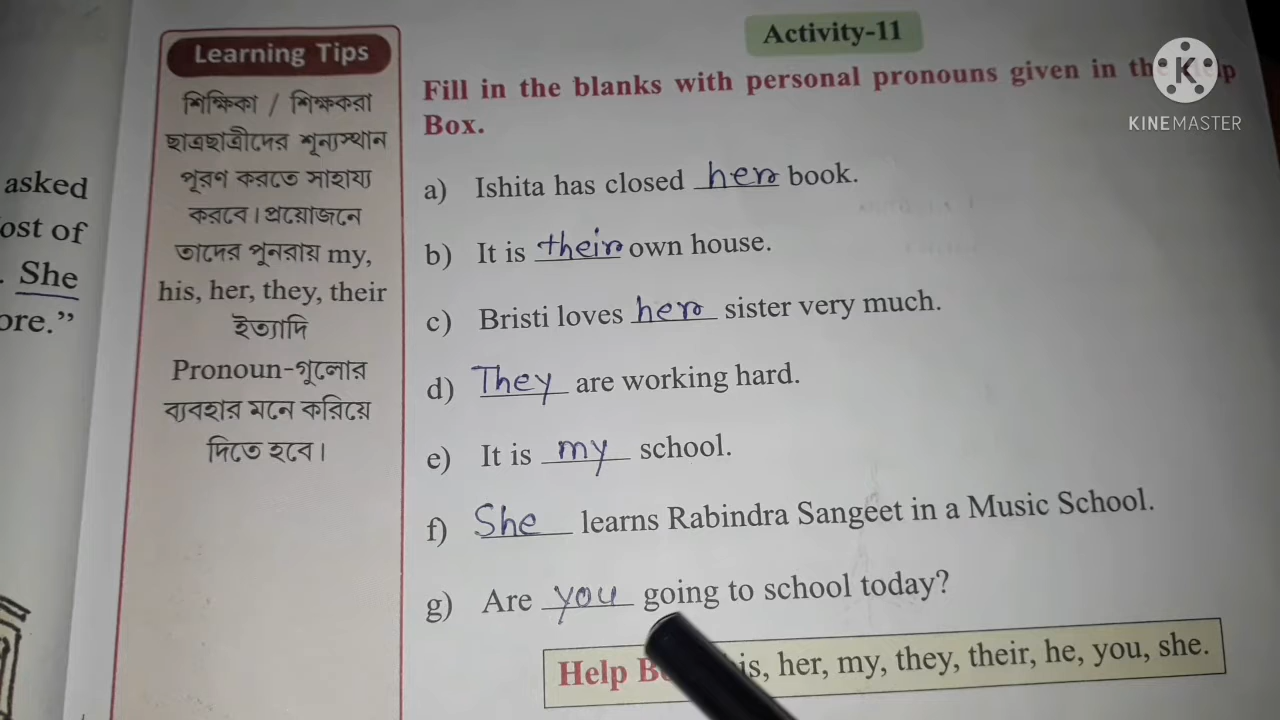 Activity-11
Learning Tips
শিক্ষিকা / শিক্ষকরা
ছাত্রছাত্রীদের শূন্যস্থান
পূরণ করতে সাহায্য
করবে। প্রয়োজনে
তাদের পুনরায় my,
his, her, they, their
ইত্যাদি
Pronoun-গুলোর
ব্যবহার মনে করিয়ে
দিতে হবে।
asked
ost of
. She
ore.”
Fill in the blanks with personal pronouns given in the
Box.
a) Ishita has closed her book.
b) It is their own house.
c) Bristi loves her sister very much.
d) They are working hard.
e) It is my school.
f) She learns Rabindra Sangeet in a Music School.
g) Are you going to school today?
Help her, my, they, their, he, you, she.
K
KINEMASTER